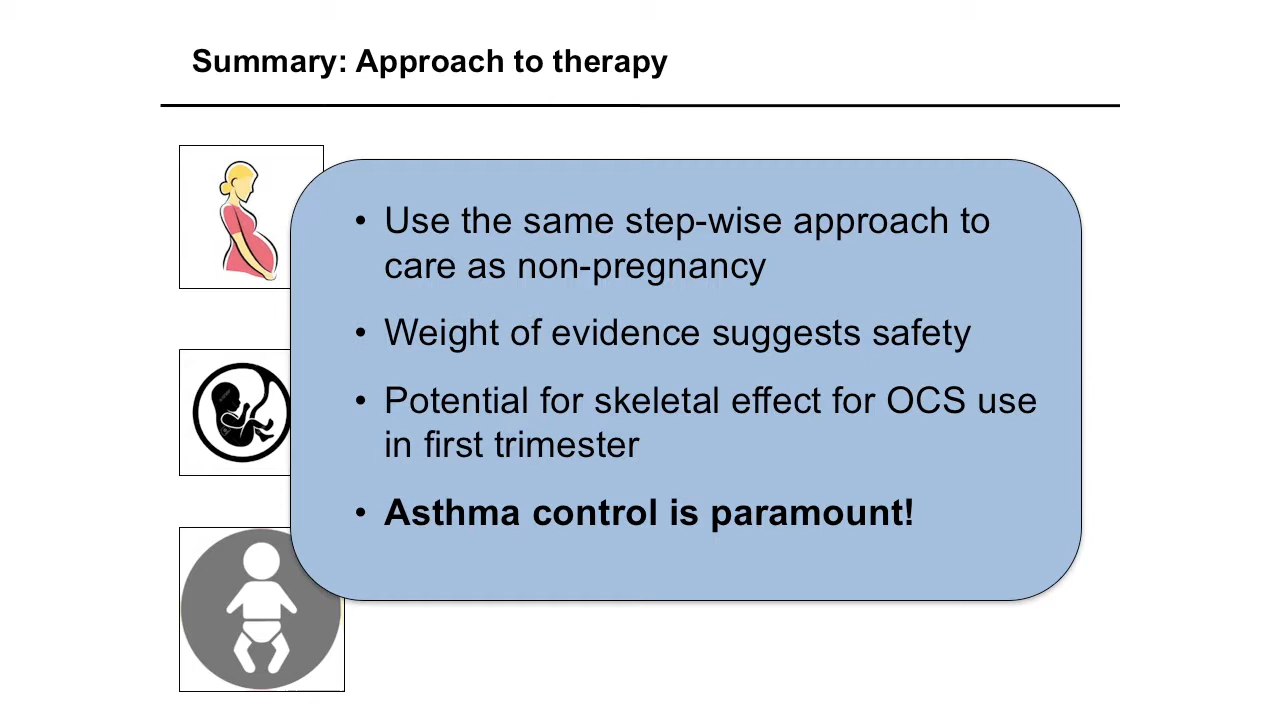 Summary: Approach to therapy
• Use the same step-wise approach to
care as non-pregnancy
• Weight of evidence suggests safety
• Potential for skeletal effect for OCS use
in first trimester
• Asthma control is paramount!